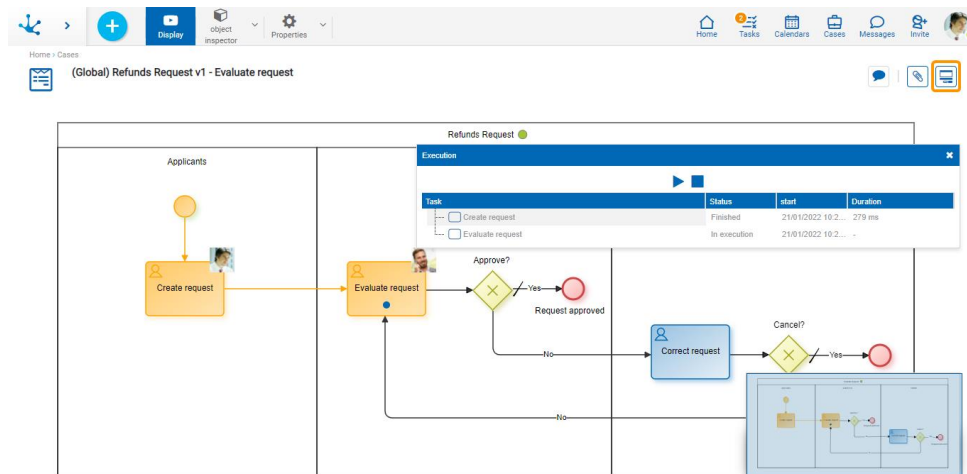 2
Display
object
inspector
Properties
Home
Tasks
Calendars
Cases
Messages
Invite
Home › Cases
(Global) Refunds Request v1 - Evaluate request
Refunds Request
Applicants
Execution
Task Status start Duration
Create request Finished 21/01/2022 10:2... 279 ms
Evaluate request In execution 21/01/2022 10:2... -
Approve?
Create request
Evaluate request
Yes
Request approved
Cancel?
No
Correct request
Yes
No